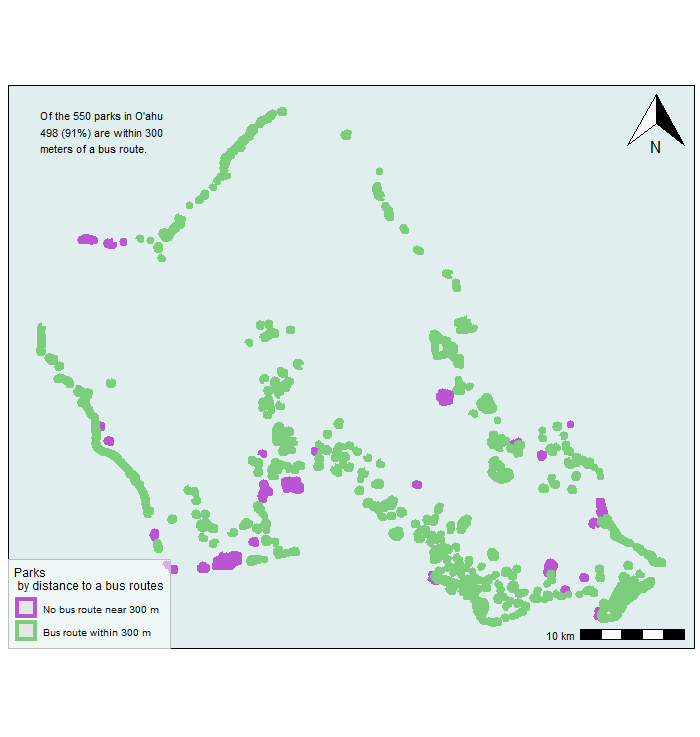 Of the 550 parks in O'ahu
498 (91%) are within 300
meters of a bus route.
N
Parks
by distance to a bus routes
No bus route near 300 m
Bus route within 300 m
10 km